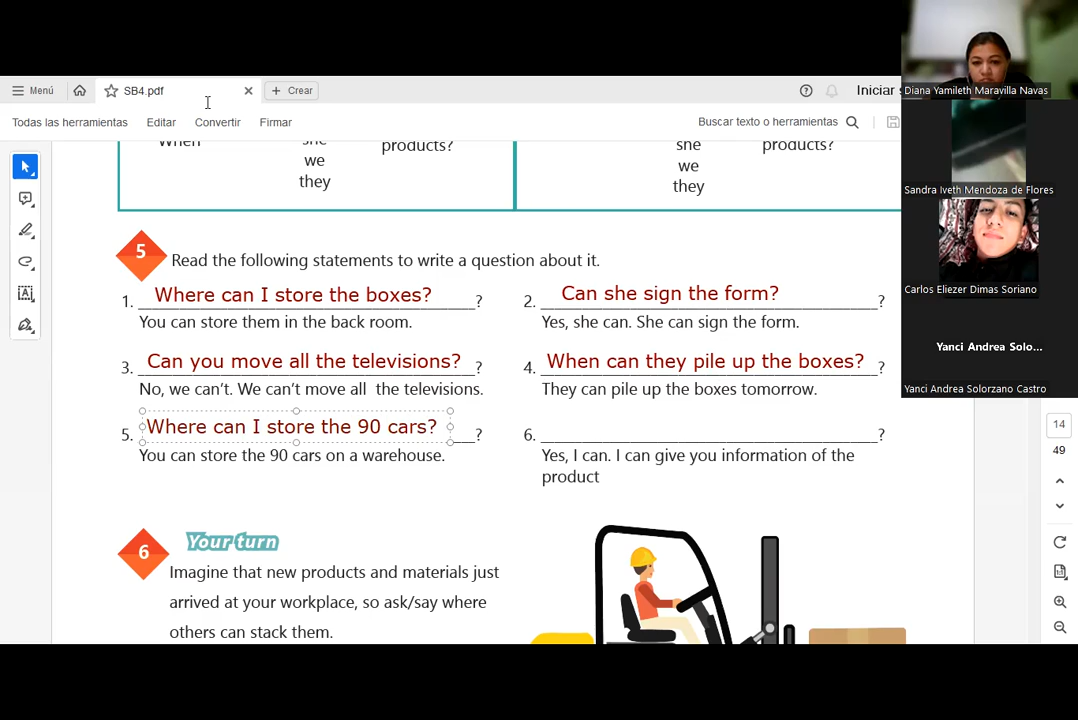 Menú
SB4.pdf
Crear
Iniciar
Todas las herramientas
Editar
Convertir
Firmar
Buscar texto o herramientas
Diana Yamileth Maravilla Navas
Sandra Iveth Mendoza de Flores
Carlos Eliezer Dimas Soriano
Yanci Andrea Solo...
Yanci Andrea Solorzano Castro
When
she
we
they
products?
she
we
they
products?
5
Read the following statements to write a question about it.
1. Where can I store the boxes? ?
You can store them in the back room.
2. Can she sign the form? ?
Yes, she can. She can sign the form.
3. Can you move all the televisions? ?
No, we can't. We can't move all the televisions.
4. When can they pile up the boxes? ?
They can pile up the boxes tomorrow.
5. Where can I store the 90 cars? ?
You can store the 90 cars on a warehouse.
6. ?
Yes, I can. I can give you information of the
product
6
Your turn
Imagine that new products and materials just
arrived at your workplace, so ask/say where
others can stack them.
14
49